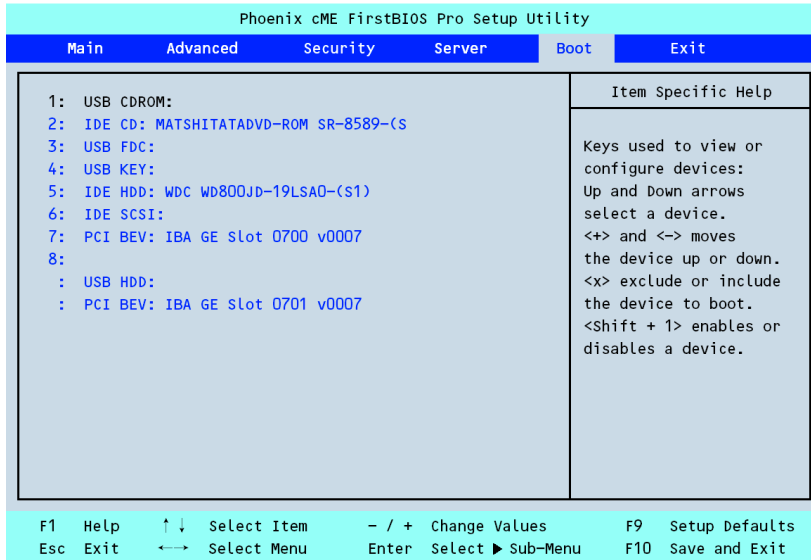 Phoenix cME FirstBIOS Pro Setup Utility
Main Advanced Security Server Boot Exit
1: USB CDROM:
2: IDE CD: MATSHITATADVD-ROM SR-8589-(S
3: USB FDC:
4: USB KEY:
5: IDE HDD: WDC WD800JD-19LSA0-(S1)
6: IDE SCSI:
7: PCI BEV: IBA GE Slot 0700 v0007
8:
: USB HDD:
: PCI BEV: IBA GE Slot 0701 v0007
Item Specific Help
Keys used to view or
configure devices:
Up and Down arrows
select a device.
<+> and <-> moves
the device up or down.
<x> exclude or include
the device to boot.
<Shift + 1> enables or
disables a device.
F1 Help ↑↓ Select Item - / + Change Values F9 Setup Defaults
Esc Exit ←→ Select Menu Enter Select ▶ Sub-Menu F10 Save and Exit